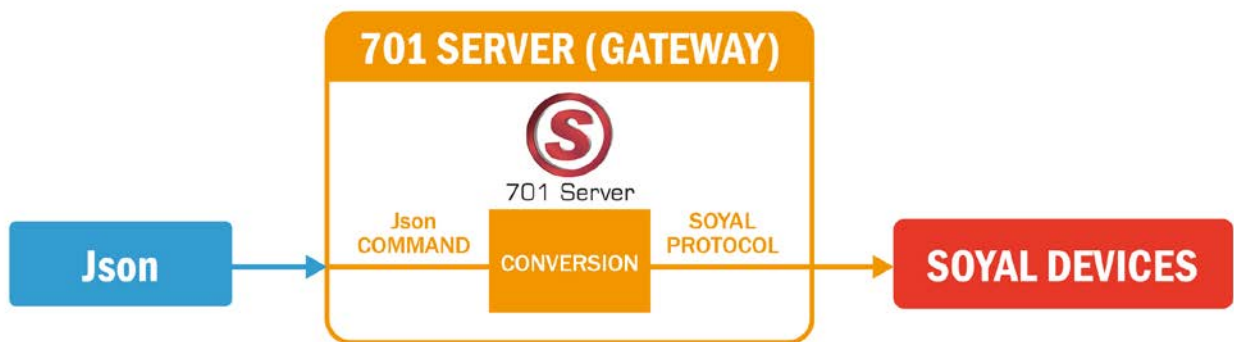 701 SERVER (GATEWAY)
S
701 Server
Json
COMMAND
SOYAL
PROTOCOL
Json
CONVERSION
SOYAL DEVICES